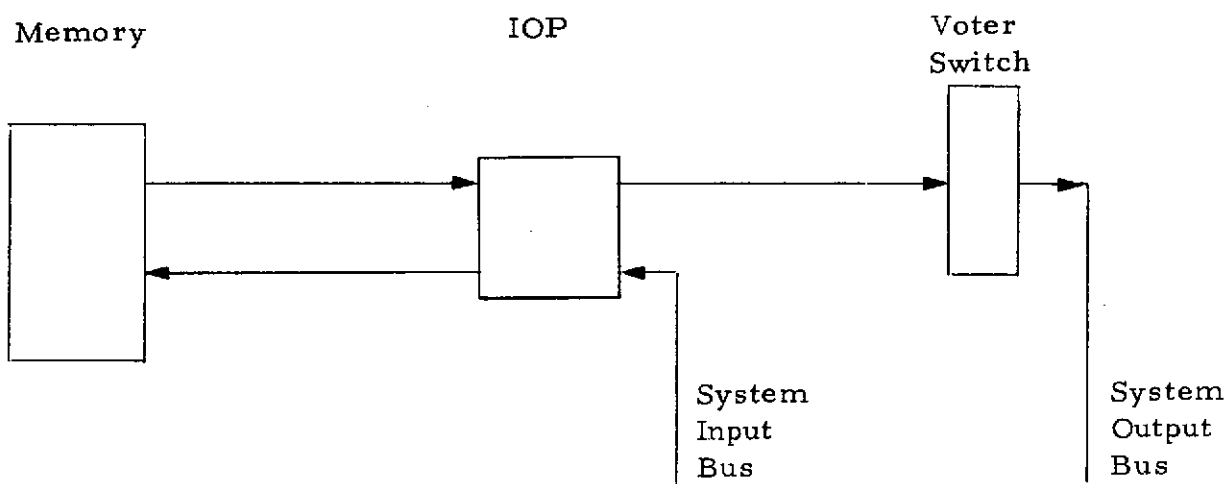 Memory
IOP
Voter
Switch
System
Input
Bus
System
Output
Bus